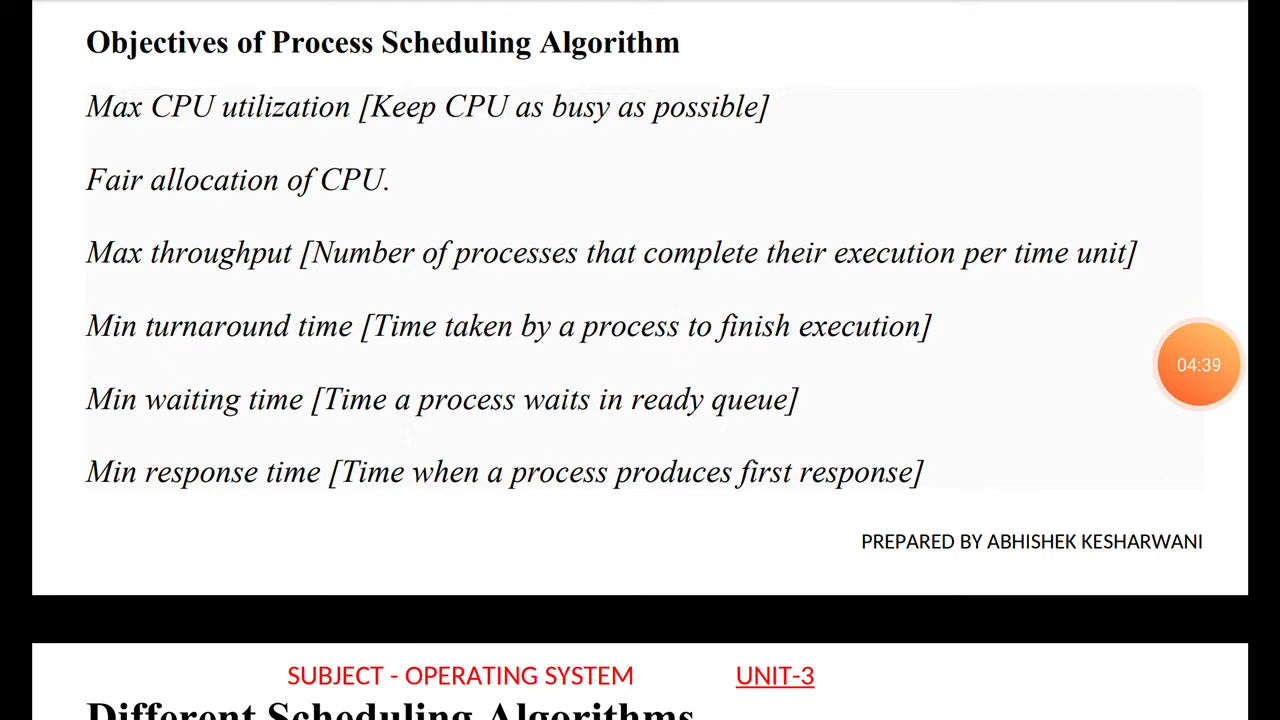 Objectives of Process Scheduling Algorithm
Max CPU utilization [Keep CPU as busy as possible]
Fair allocation of CPU.
Max throughput [Number of processes that complete their execution per time unit]
Min turnaround time [Time taken by a process to finish execution]
04:39
Min waiting time [Time a process waits in ready queue]
Min response time [Time when a process produces first response]
PREPARED BY ABHISHEK KESHARWANI
SUBJECT - OPERATING SYSTEM UNIT-3
Different Scheduling Algorithms